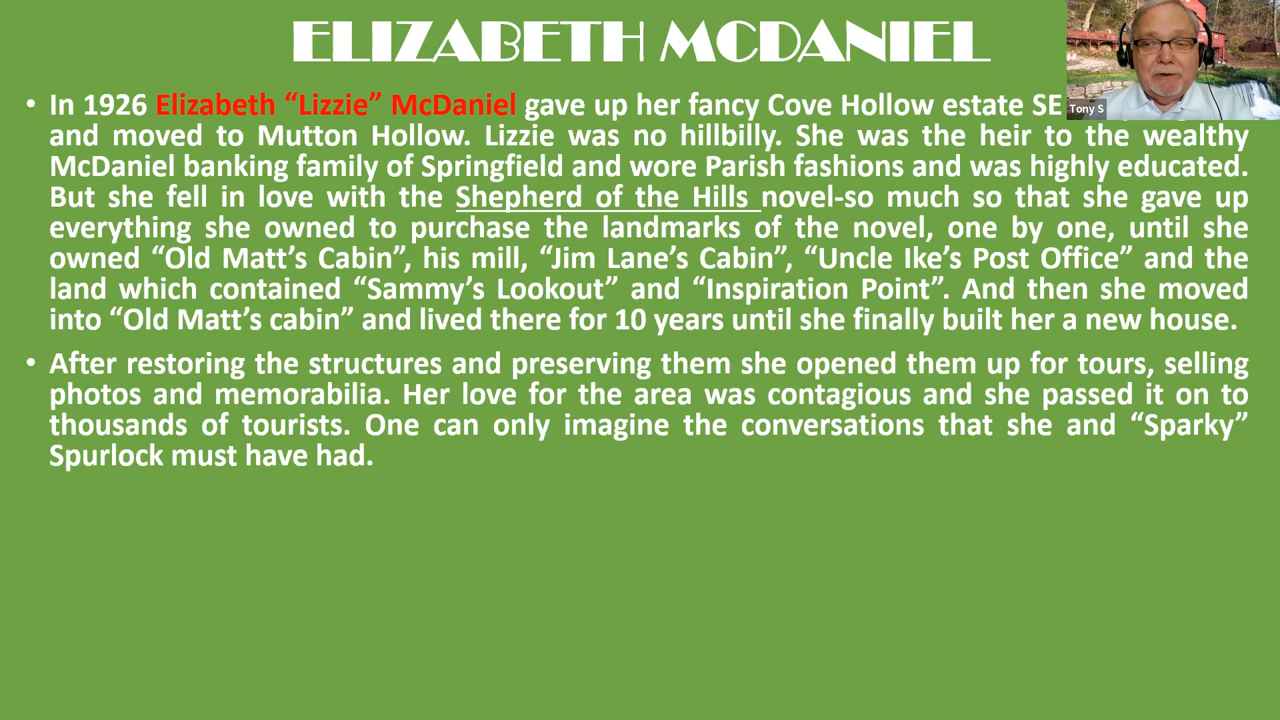 ELIZABETH MCDANIEL
• In 1926 Elizabeth “Lizzie” McDaniel gave up her fancy Cove Hollow estate SE
and moved to Mutton Hollow. Lizzie was no hillbilly. She was the heir to the wealthy
McDaniel banking family of Springfield and wore Parish fashions and was highly educated.
But she fell in love with the Shepherd of the Hills novel-so much so that she gave up
everything she owned to purchase the landmarks of the novel, one by one, until she
owned “Old Matt’s Cabin”, his mill, “Jim Lane’s Cabin”, “Uncle Ike’s Post Office” and the
land which contained “Sammy’s Lookout” and “Inspiration Point”. And then she moved
into “Old Matt’s cabin” and lived there for 10 years until she finally built her a new house.
• After restoring the structures and preserving them she opened them up for tours, selling
photos and memorabilia. Her love for the area was contagious and she passed it on to
thousands of tourists. One can only imagine the conversations that she and “Sparky”
Spurlock must have had.
Tony S